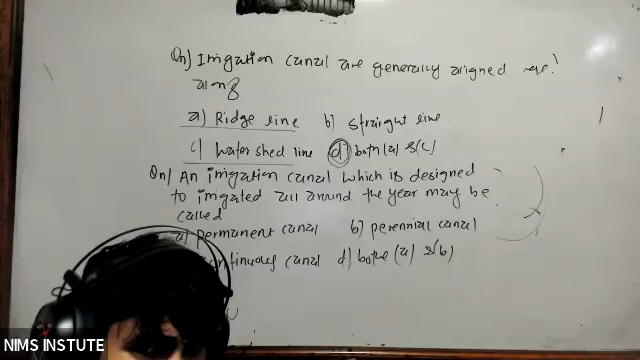 Qn) Irrigation canal are generally aligned
along
a) Ridge line b) straight line.
c) Water shed line d) both (a) & (c)
Qn) An irrigation canal which is designed
to irrigated all around the year may be
called
a) permanent canal b) perennial canal
continuous canal d) both (a) & (b)
NIMS INSTUTE